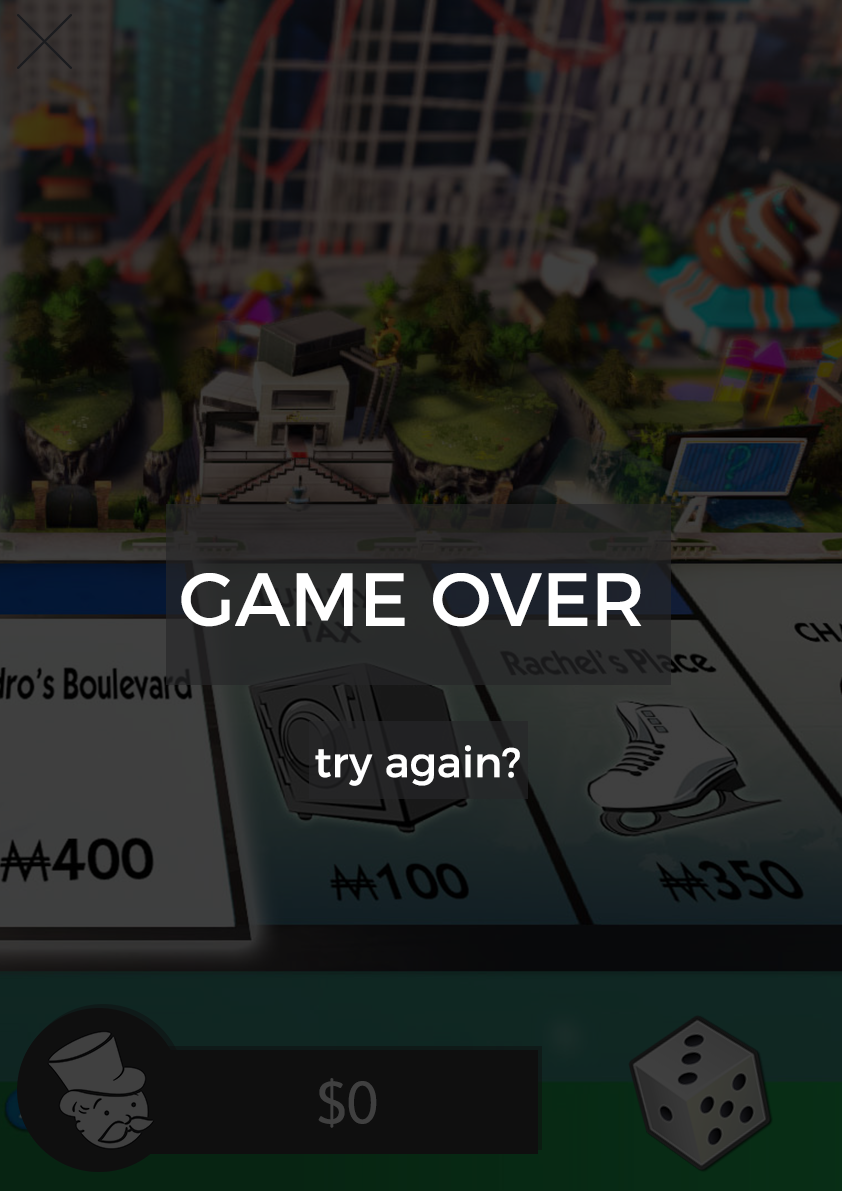 GAME OVER
TAX
dro's Boulevard
Rachel's Place
CH
try again?
₩400
₩100
₩350
$0